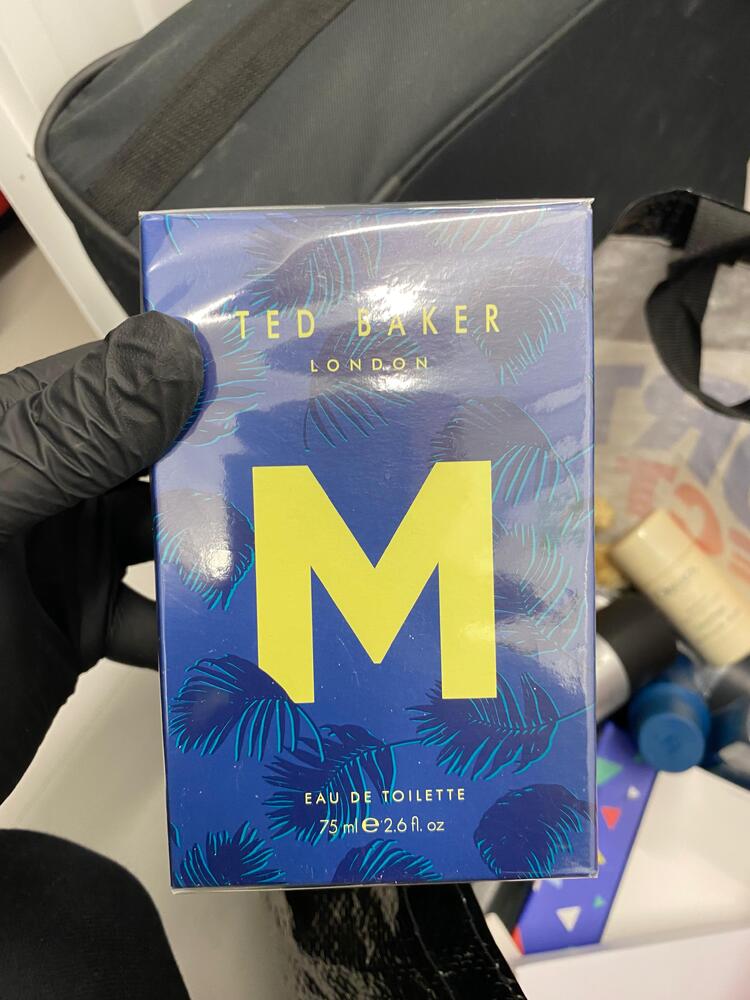 TED BAKER
LONDON
M
EAU DE TOILETTE
75 ml e 2.6 fl. oz